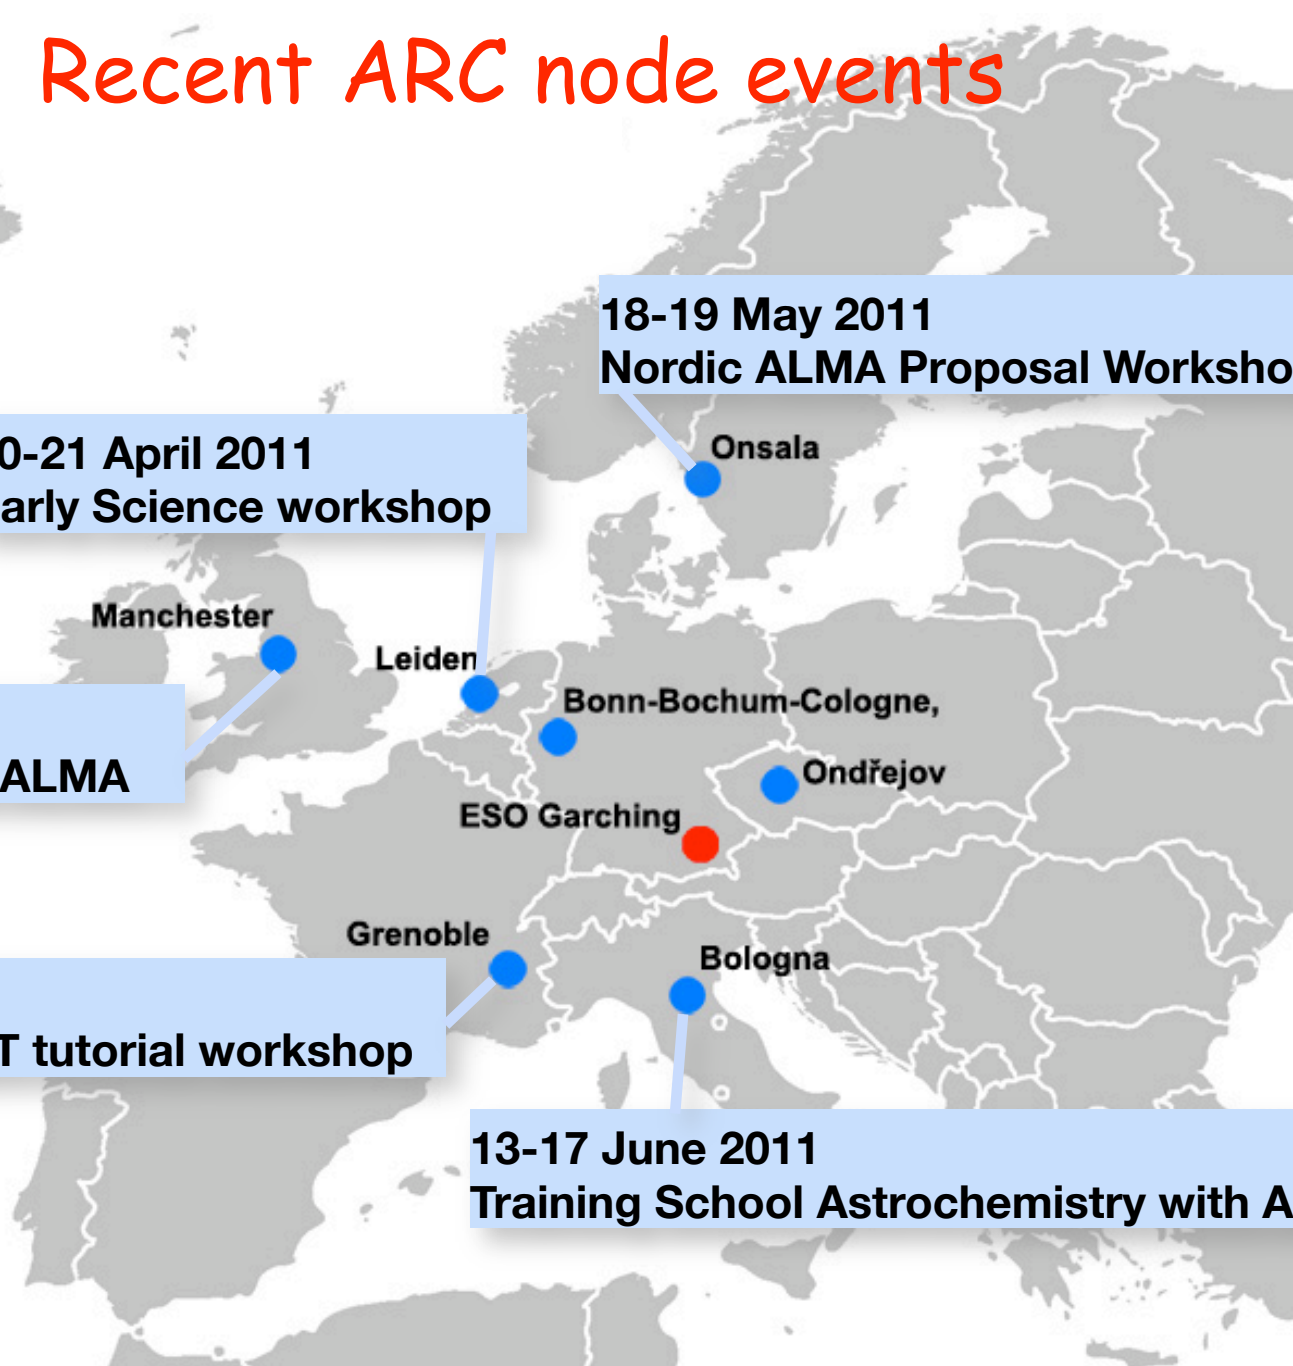 Recent ARC node events
18-19 May 2011
Nordic ALMA Proposal Worksho
Onsala
0-21 April 2011
arly Science workshop
Manchester
Leiden
Bonn-Bochum-Cologne,
ALMA
Ondřejov
ESO Garching
Grenoble
Bologna
T tutorial workshop
13-17 June 2011
Training School Astrochemistry with A